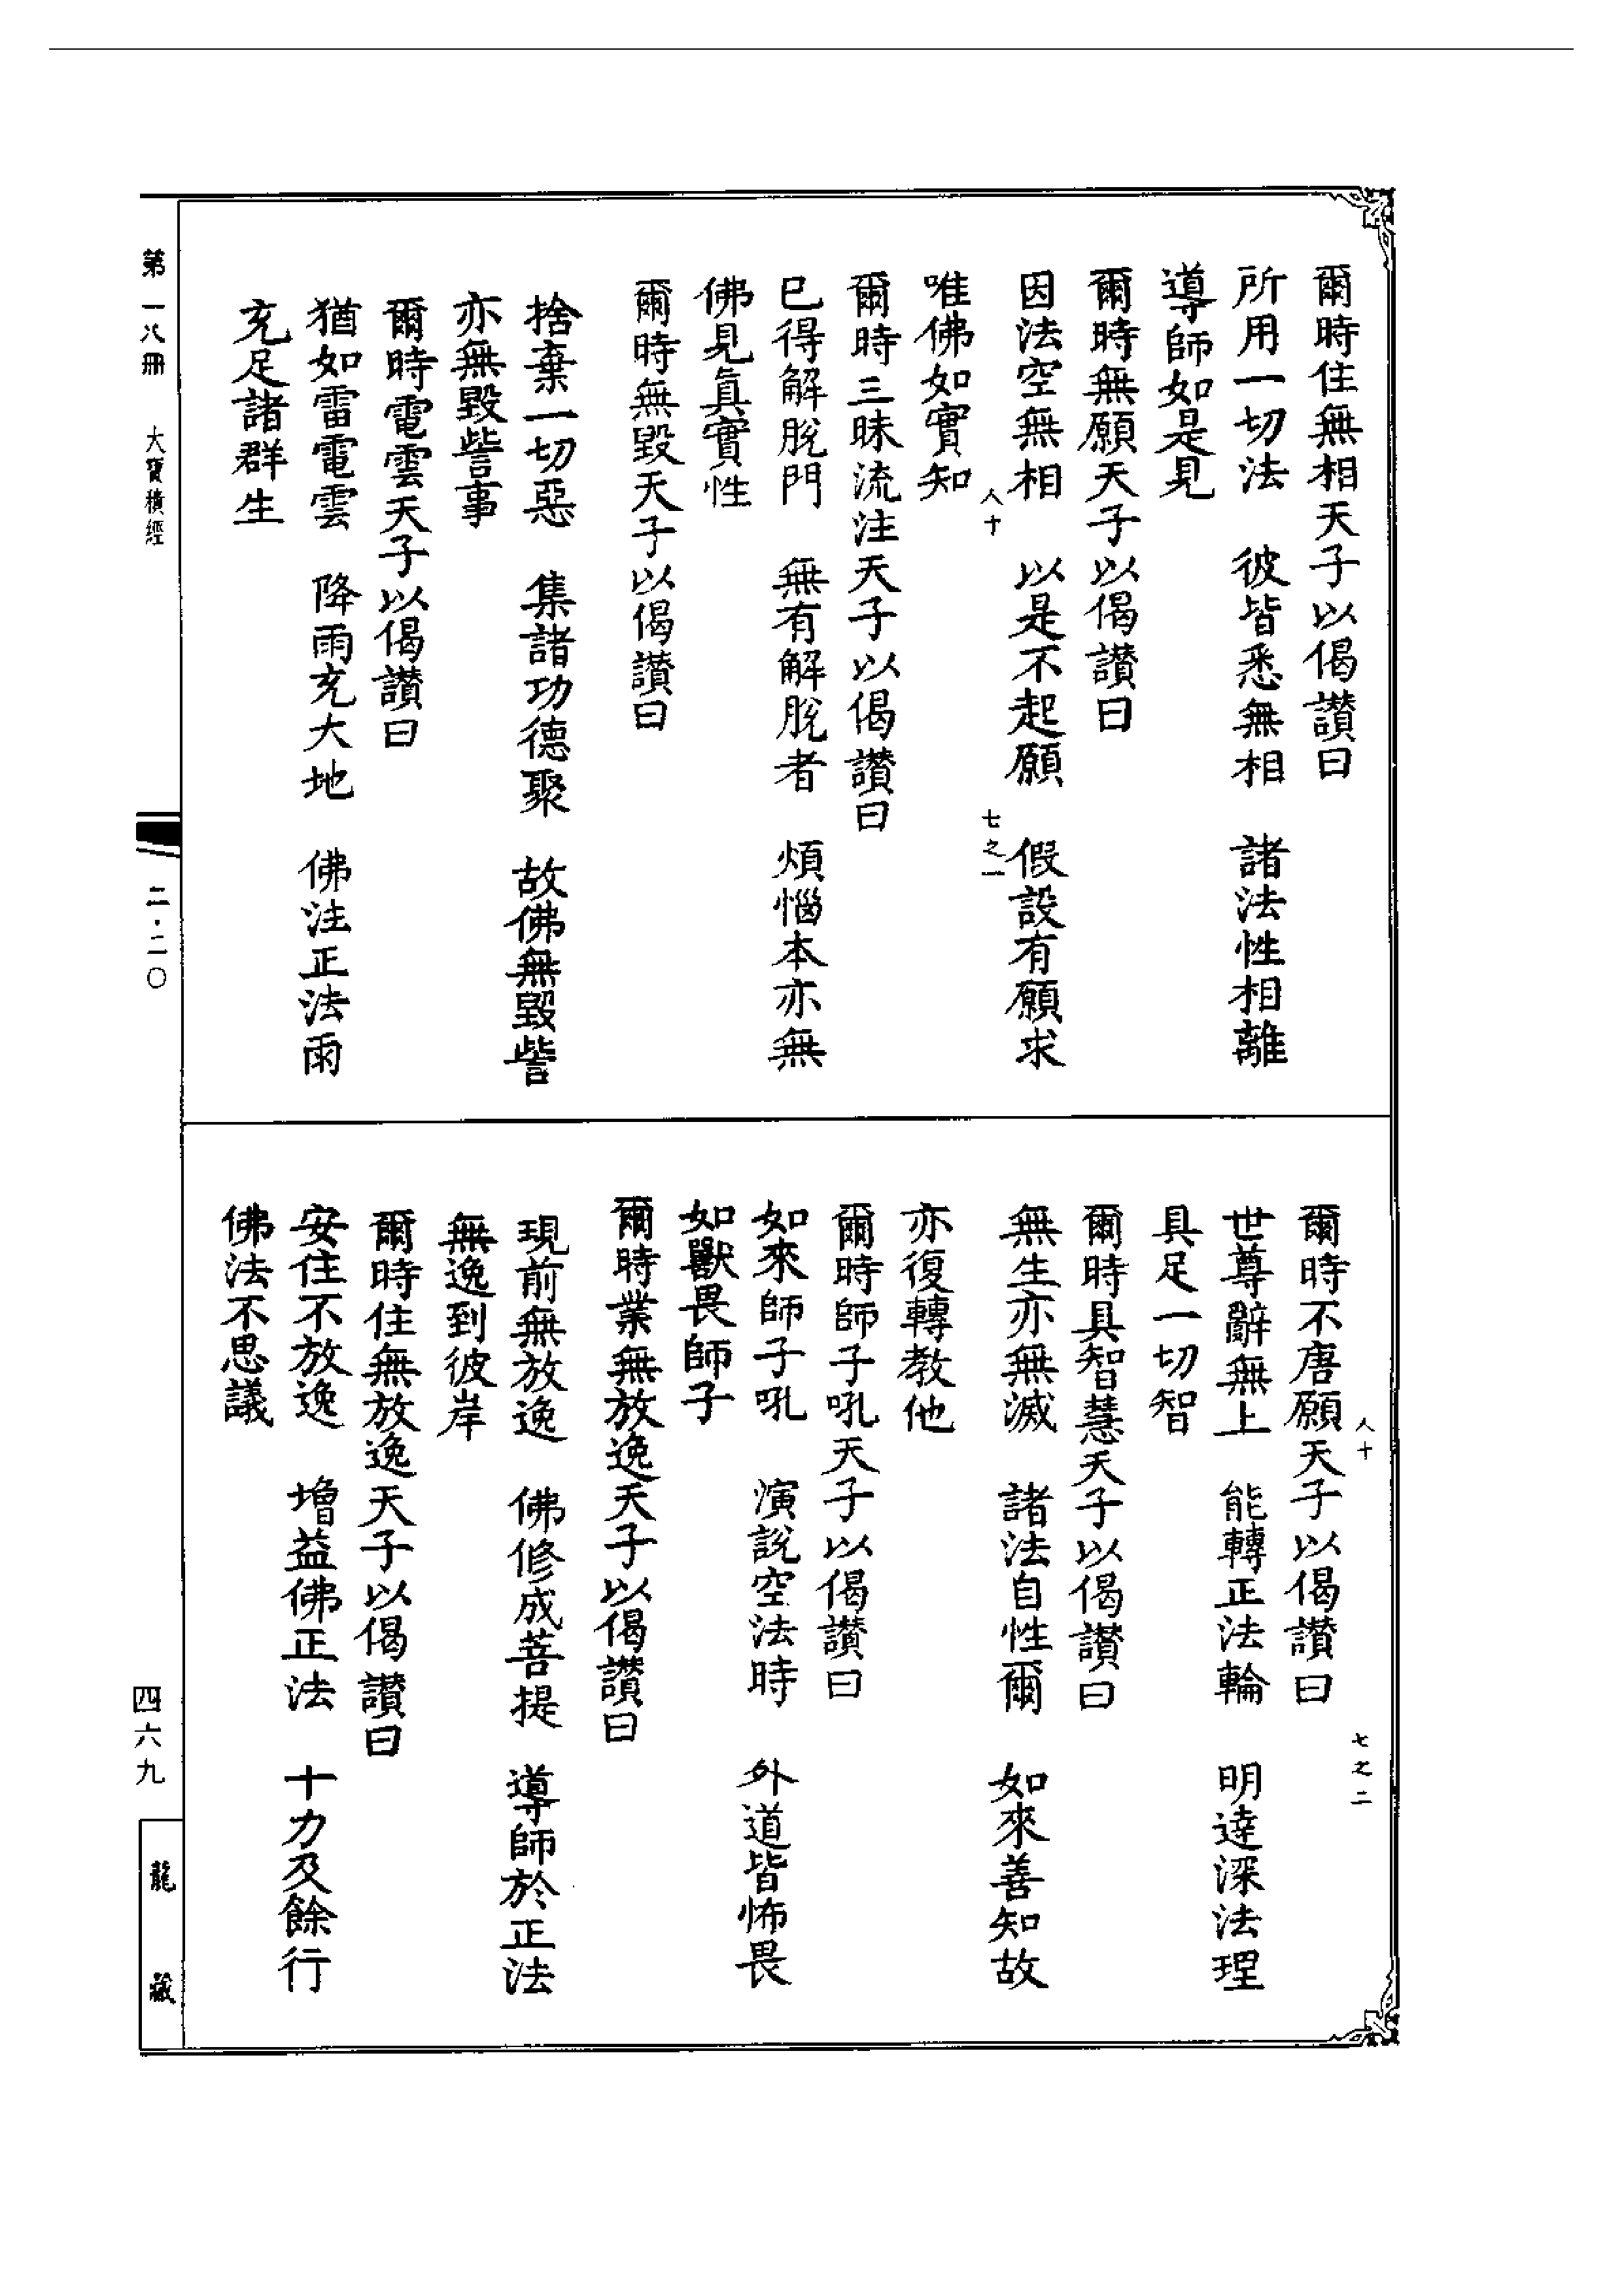 爾時住無相天子以偈讃曰
所用一切法　彼皆悉無相　諸法性相離
導師如是見
爾時無願天子以偈讃曰
因法空無相　以是不起願　假設有願求
人十　七之一
唯佛如實知
爾時三昧流注天子以偈讃曰
已得解脫門　無有解脫者　煩惱本亦無
佛見真實性
爾時無毀天子以偈讃曰
捨棄一切惡　集諸功德聚　故佛無毀訾
亦無毀訾事
爾時電雲天子以偈讃曰
猶如雷電雲　降雨充大地　佛注正法雨
充足諸群生
人十　七之二
爾時不唐願天子以偈讃曰
世尊辭無上　能轉正法輪　明達深法理
具足一切智
爾時具智慧天子以偈讃曰
無生亦無滅　諸法自性爾　如來善知故
亦復轉教他
爾時師子吼天子以偈讃曰
如來師子吼　演說空法時　外道皆怖畏
如獸畏師子
爾時業無放逸天子以偈讃曰
現前無放逸　佛修成菩提　導師於正法
無逸到彼岸
爾時住無放逸天子以偈讃曰
安住不放逸　增益佛正法　十力及餘行
佛法不思議
第一八冊　大寶積經　二·二〇　四六九　龍藏